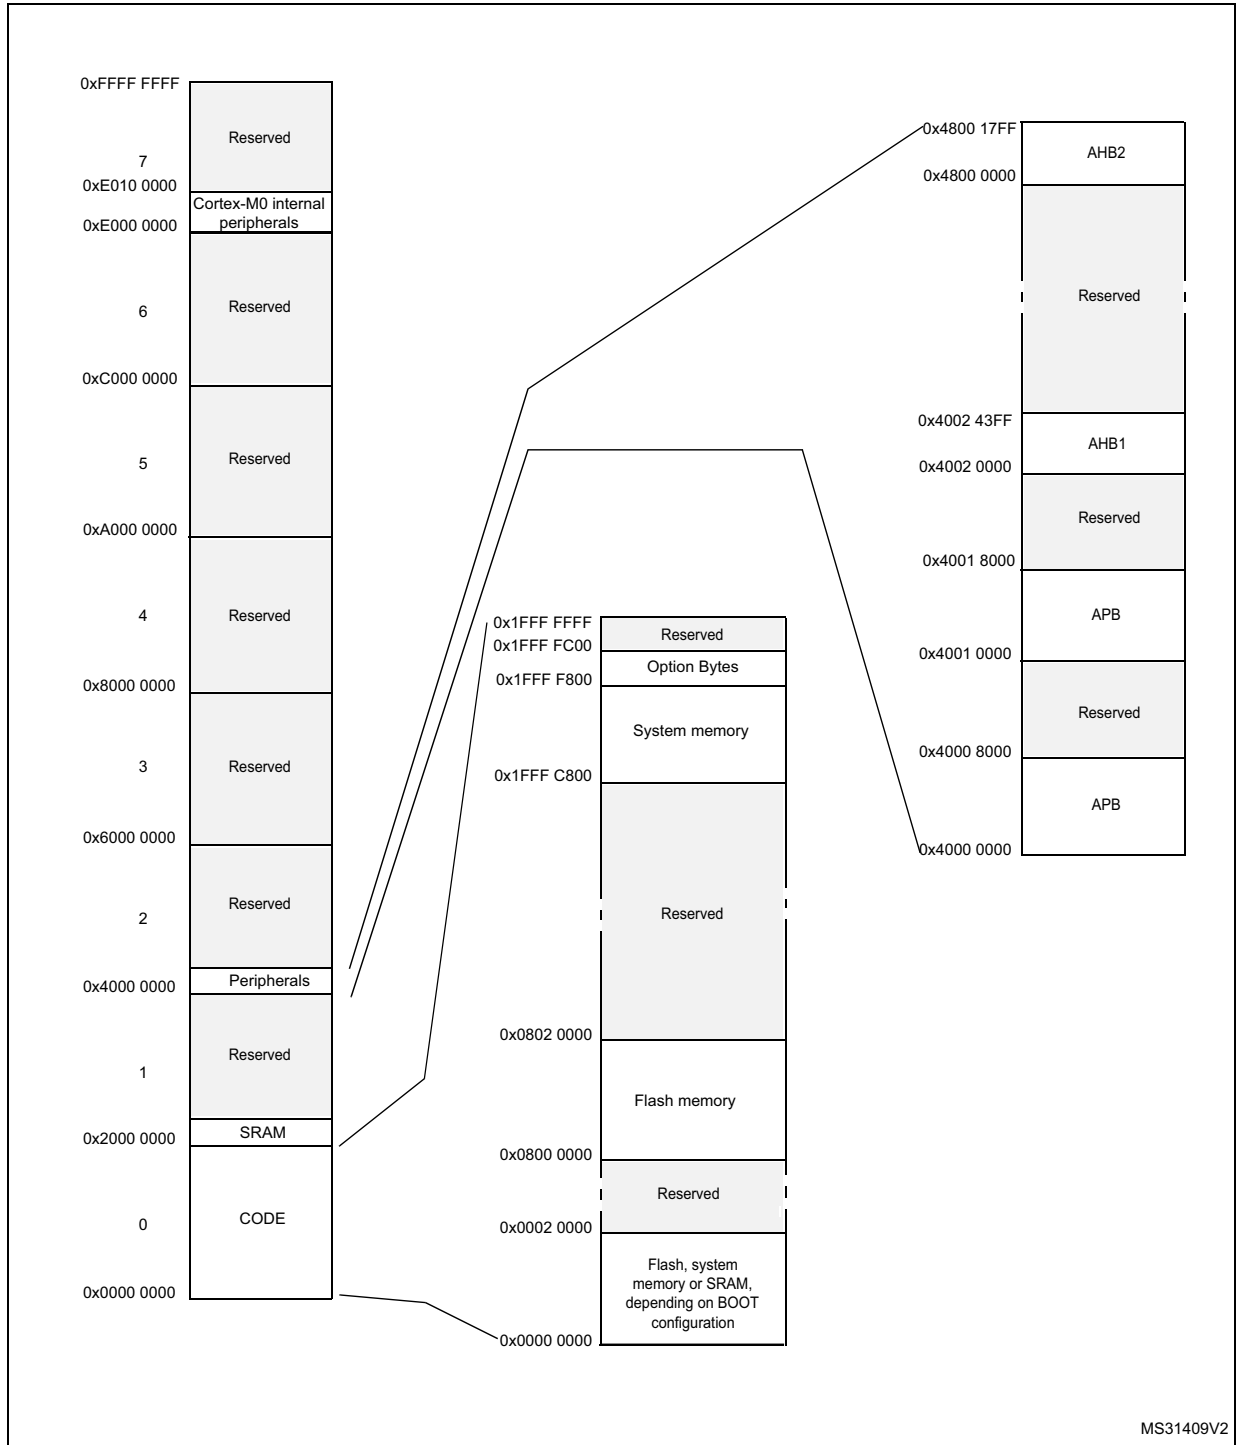 0xFFFF FFFF
Reserved
7
0xE010 0000
Cortex-M0 internal
peripherals
0xE000 0000
Reserved
6
0xC000 0000
Reserved
5
0xA000 0000
Reserved
4
0x8000 0000
Reserved
3
0x6000 0000
Reserved
2
Peripherals
0x4000 0000
Reserved
1
SRAM
0x2000 0000
CODE
0
0x0000 0000
0x1FFF FFFF
Reserved
0x1FFF FC00
Option Bytes
0x1FFF F800
System memory
0x1FFF C800
Reserved
0x0802 0000
Flash memory
0x0800 0000
Reserved
0x0002 0000
Flash, system
memory or SRAM,
depending on BOOT
configuration
0x0000 0000
0x4800 17FF
AHB2
0x4800 0000
Reserved
0x4002 43FF
AHB1
0x4002 0000
Reserved
0x4001 8000
APB
0x4001 0000
Reserved
0x4000 8000
APB
0x4000 0000
MS31409V2